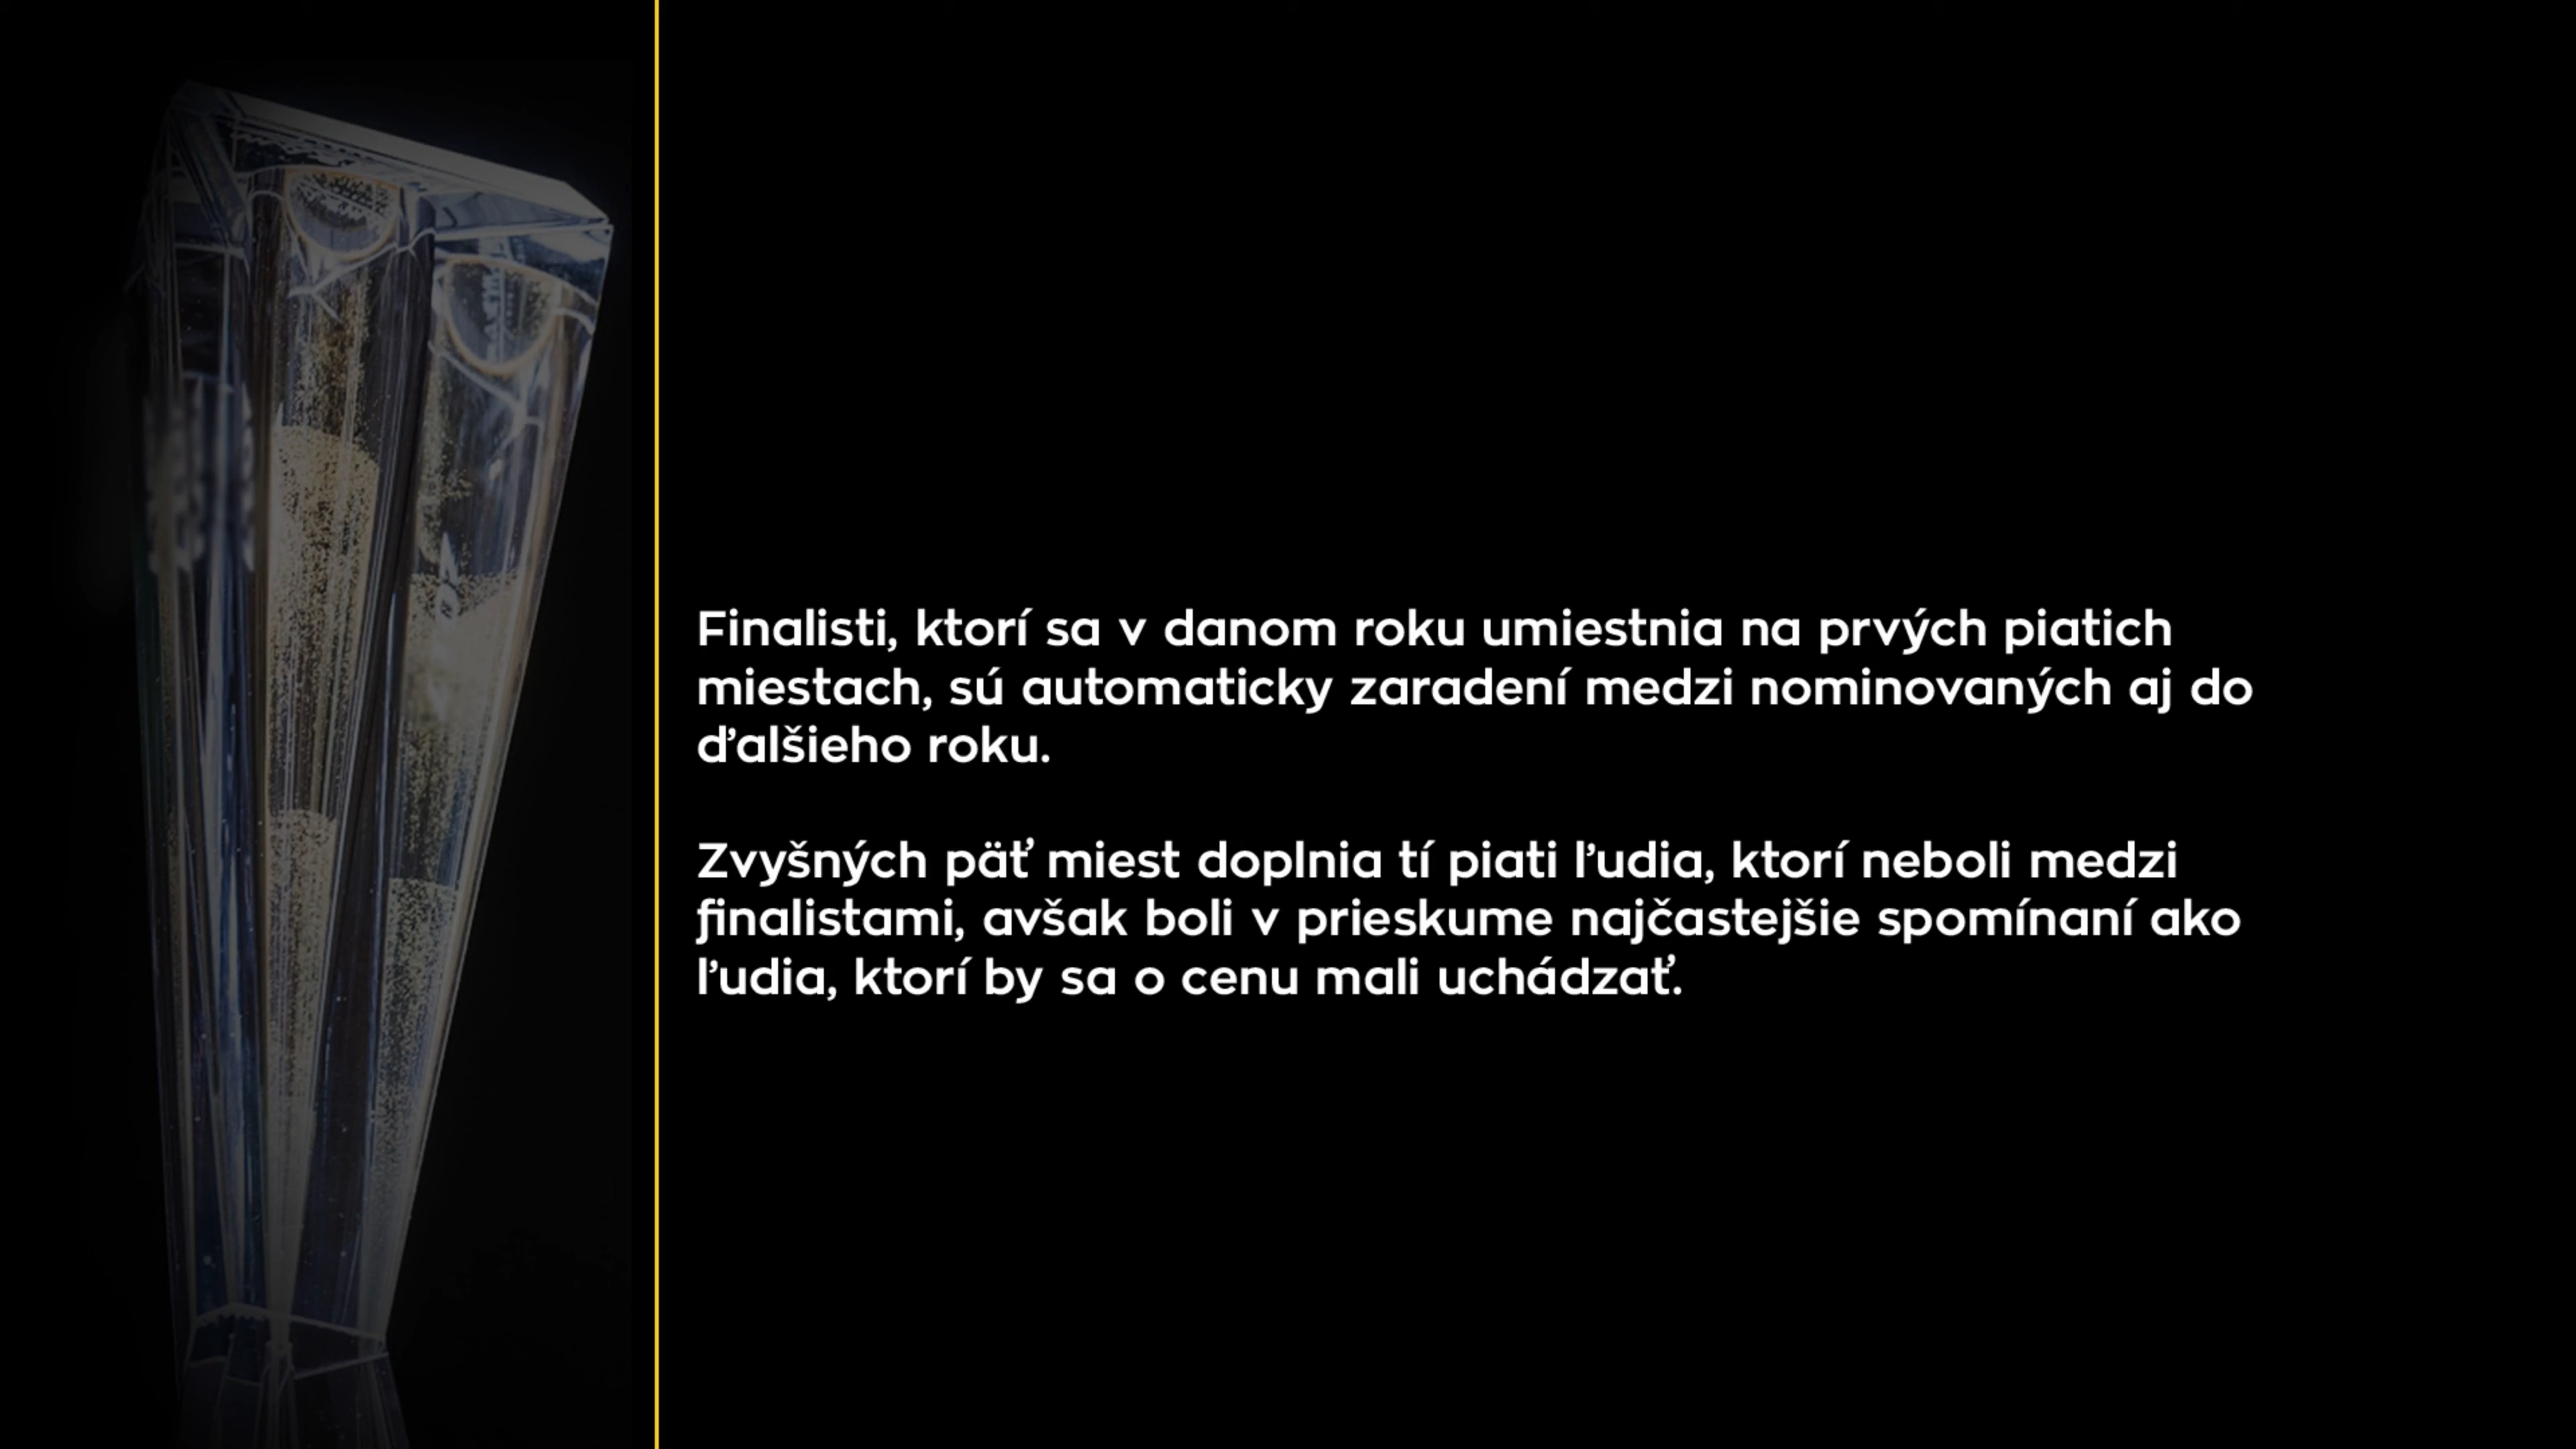 Finalisti, ktorí sa v danom roku umiestnia na prvých piatich
miestach, sú automaticky zaradení medzi nominovaných aj do
ďalšieho roku.
Zvyšných päť miest doplnia tí piati ľudia, ktorí neboli medzi
finalistami, avšak boli v prieskume najčastejšie spomínaní ako
ľudia, ktorí by sa o cenu mali uchádzať.